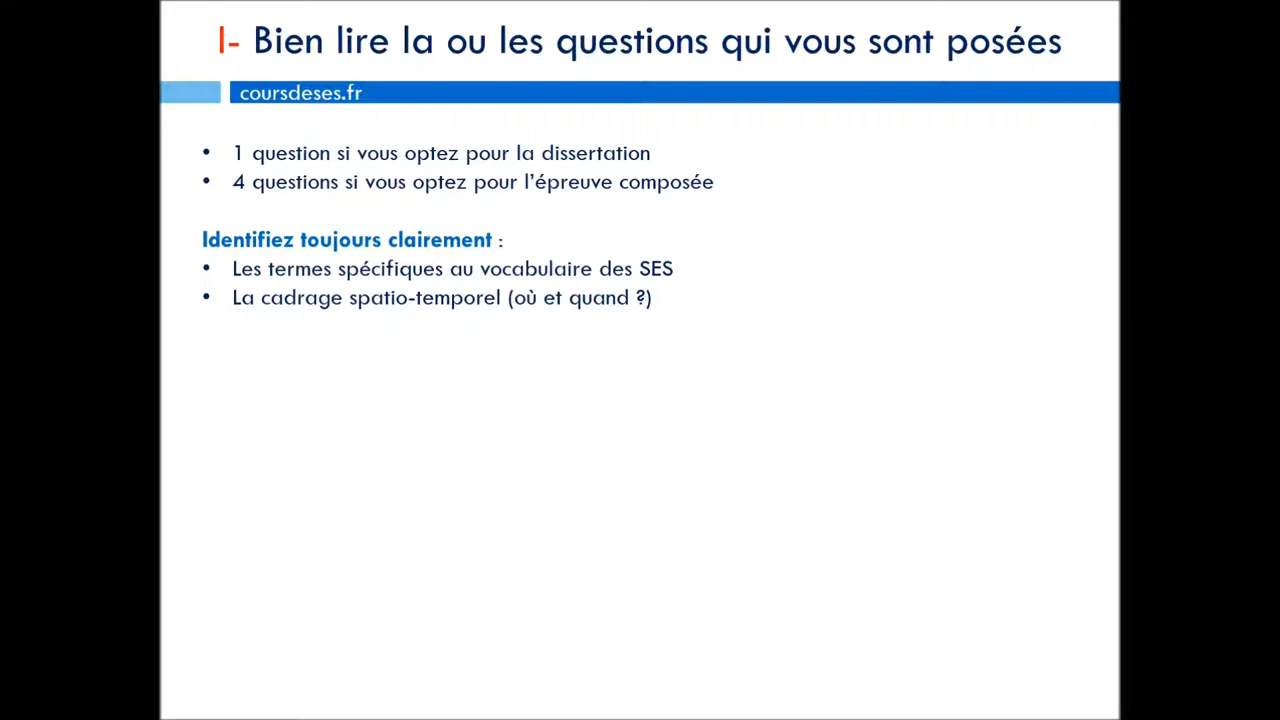 I- Bien lire la ou les questions qui vous sont posées
coursdeses.fr
• 1 question si vous optez pour la dissertation
• 4 questions si vous optez pour l’épreuve composée
Identifiez toujours clairement :
• Les termes spécifiques au vocabulaire des SES
• La cadrage spatio-temporel (où et quand ?)